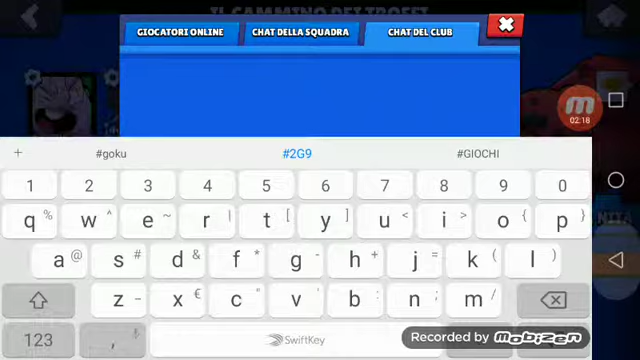 IL CAMMINO DEI TROFEI
GIOCATORI ONLINE CHAT DELLA SQUADRA CHAT DEL CLUB
02:18
+ #goku #2G9 #GIOCHI
1 2 3 4 5 6 7 8 9 0
q % w ^ e ~ r | t [ y ] u < i > o { p }
a @ s # d & f * g - h + j = k ( l )
z _ x € c " v ' b : n ; m /
123 , SwiftKey
Recorded by MOBIZEN
NITA